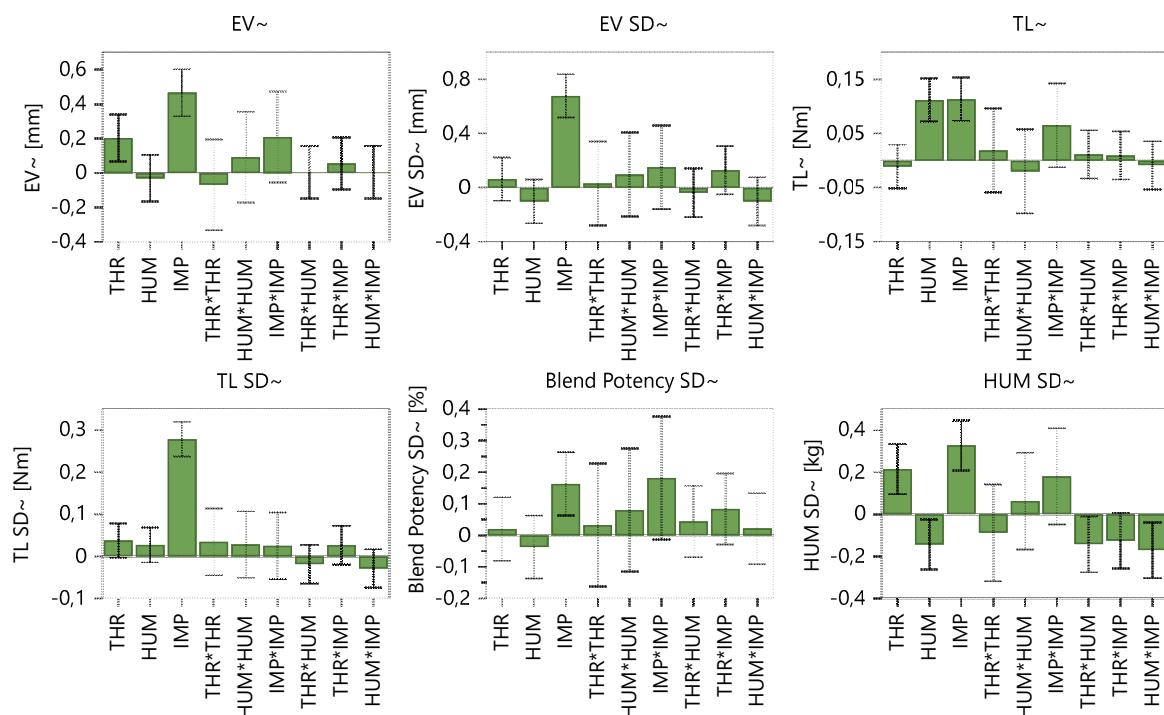 EV~
EV~ [mm]
0,6
0,4
0,2
0
-0,2
-0,4
THR
HUM
IMP
THR*THR
HUM*HUM
IMP*IMP
THR*HUM
THR*IMP
HUM*IMP
EV SD~
EV SD~ [mm]
0,8
0,4
0
-0,4
THR
HUM
IMP
THR*THR
HUM*HUM
IMP*IMP
THR*HUM
THR*IMP
HUM*IMP
TL~
TL~ [Nm]
0,15
0,05
-0,05
-0,15
THR
HUM
IMP
THR*THR
HUM*HUM
IMP*IMP
THR*HUM
THR*IMP
HUM*IMP
TL SD~
TL SD~ [Nm]
0,3
0,2
0,1
0
-0,1
THR
HUM
IMP
THR*THR
HUM*HUM
IMP*IMP
THR*HUM
THR*IMP
HUM*IMP
Blend Potency SD~
Blend Potency SD~ [%]
0,4
0,3
0,2
0,1
0
-0,1
-0,2
THR
HUM
IMP
THR*THR
HUM*HUM
IMP*IMP
THR*HUM
THR*IMP
HUM*IMP
HUM SD~
HUM SD~ [kg]
0,4
0,2
0
-0,2
-0,4
THR
HUM
IMP
THR*THR
HUM*HUM
IMP*IMP
THR*HUM
THR*IMP
HUM*IMP